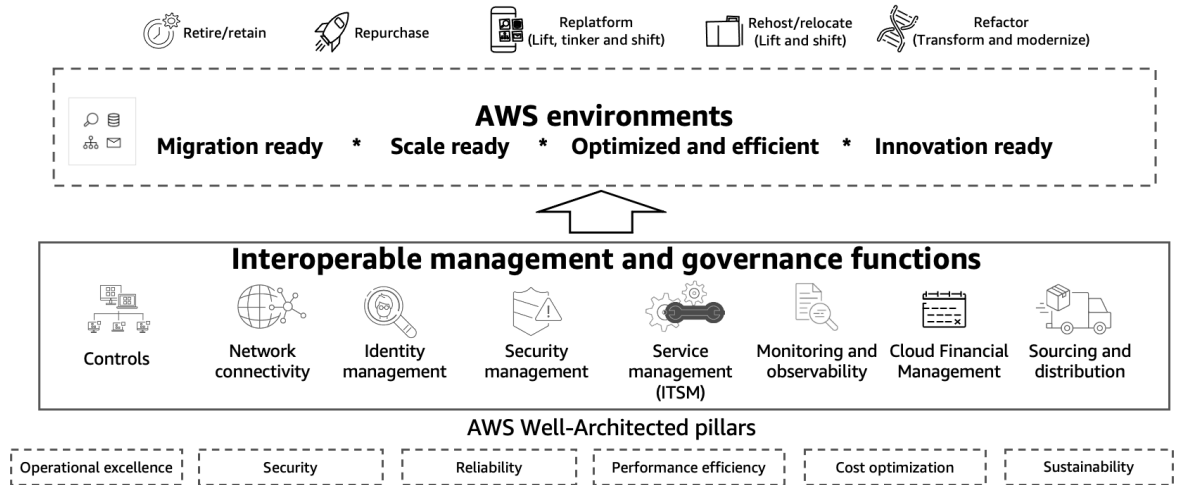 Retire/retain
Repurchase
Replatform
(Lift, tinker and shift)
Rehost/relocate
(Lift and shift)
Refactor
(Transform and modernize)
AWS environments
Migration ready * Scale ready * Optimized and efficient * Innovation ready
Interoperable management and governance functions
Controls
Network
connectivity
Identity
management
Security
management
Service
management
(ITSM)
Monitoring and
observability
Cloud Financial
Management
Sourcing and
distribution
AWS Well-Architected pillars
Operational excellence
Security
Reliability
Performance efficiency
Cost optimization
Sustainability